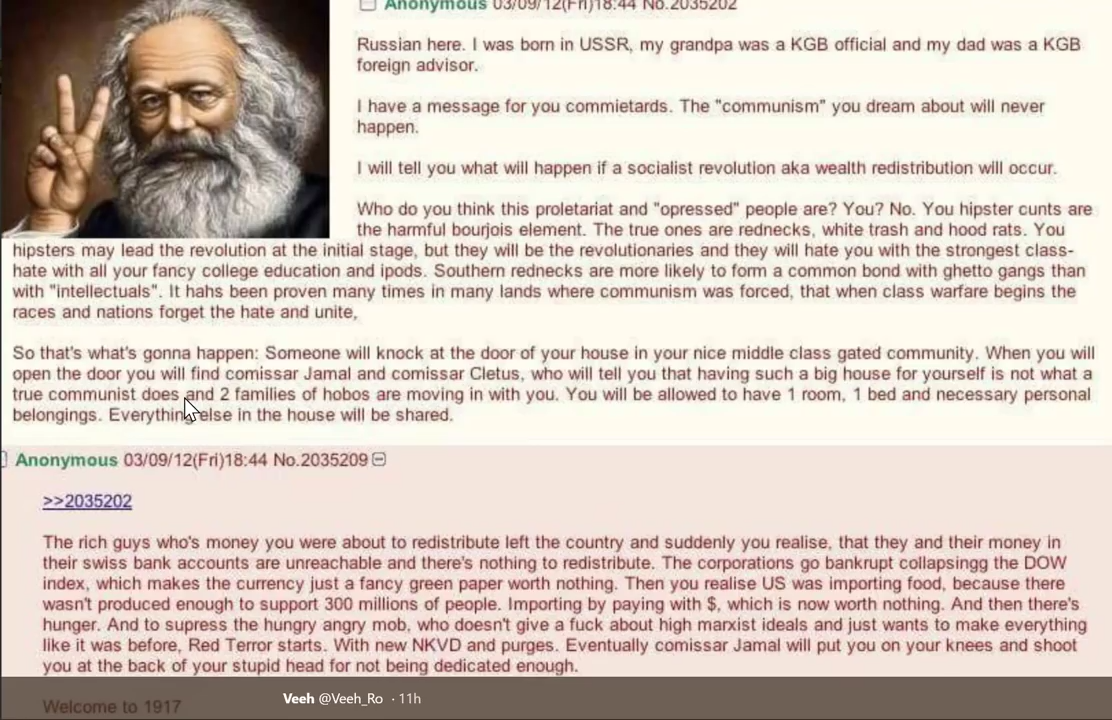 Anonymous 03/09/12(Fri)18:44 No.2035202
Russian here. I was born in USSR, my grandpa was a KGB official and my dad was a KGB
foreign advisor.
I have a message for you commietards. The "communism" you dream about will never
happen.
I will tell you what will happen if a socialist revolution aka wealth redistribution will occur.
Who do you think this proletariat and "opressed" people are? You? No. You hipster cunts are
the harmful bourjois element. The true ones are rednecks, white trash and hood rats. You
hipsters may lead the revolution at the initial stage, but they will be the revolutionaries and they will hate you with the strongest class-
hate with all your fancy college education and ipods. Southern rednecks are more likely to form a common bond with ghetto gangs than
with "intellectuals". It hahs been proven many times in many lands where communism was forced, that when class warfare begins the
races and nations forget the hate and unite,
So that's what's gonna happen: Someone will knock at the door of your house in your nice middle class gated community. When you will
open the door you will find comissar Jamal and comissar Cletus, who will tell you that having such a big house for yourself is not what a
true communist does and 2 families of hobos are moving in with you. You will be allowed to have 1 room, 1 bed and necessary personal
belongings. Everything else in the house will be shared.
Anonymous 03/09/12(Fri)18:44 No.2035209
>>2035202
The rich guys who's money you were about to redistribute left the country and suddenly you realise, that they and their money in
their swiss bank accounts are unreachable and there's nothing to redistribute. The corporations go bankrupt collapsingg the DOW
index, which makes the currency just a fancy green paper worth nothing. Then you realise US was importing food, because there
wasn't produced enough to support 300 millions of people. Importing by paying with $, which is now worth nothing. And then there's
hunger. And to supress the hungry angry mob, who doesn't give a fuck about high marxist ideals and just wants to make everything
like it was before, Red Terror starts. With new NKVD and purges. Eventually comissar Jamal will put you on your knees and shoot
you at the back of your stupid head for not being dedicated enough.
Veeh @Veeh_Ro · 11h
Welcome to 1917